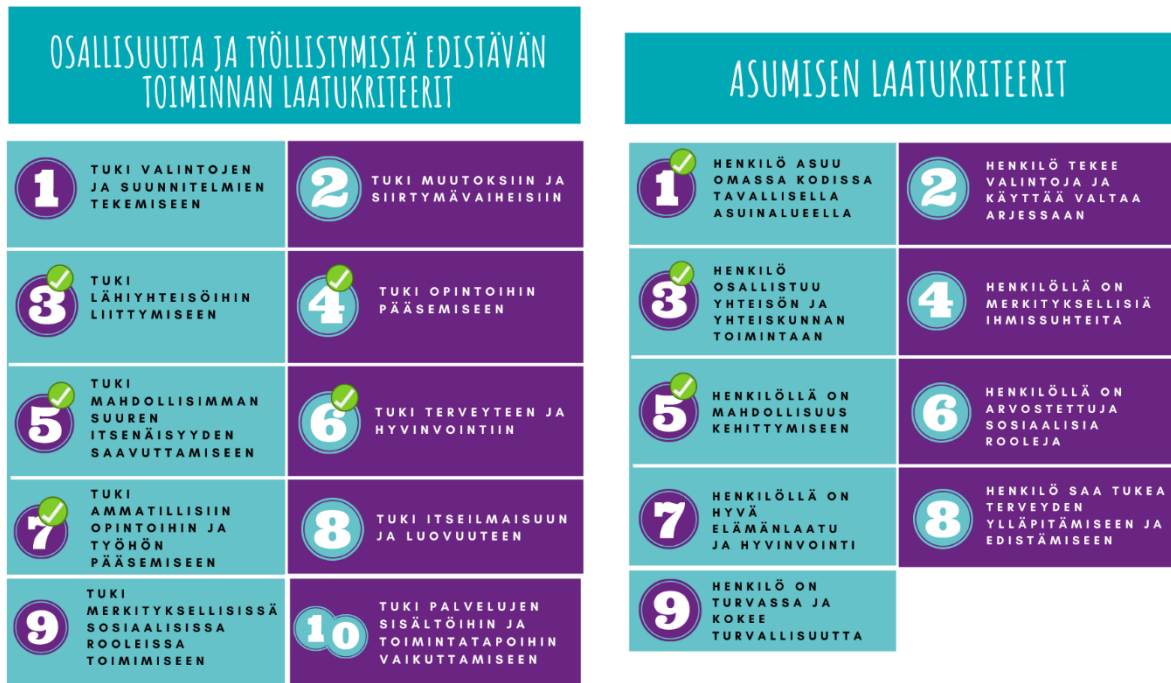 OSALLISUUTTA JA TYÖLLISTYMISTÄ EDISTÄVÄN
TOIMINNAN LAATUKRITEERIT
1
TUKI VALINTOJEN
JA SUUNNITELMIEN
TEKEMISEEN
2
TUKI MUUTOKSIIN JA
SIIRTYMÄVAIHEISIIN
3
TUKI
LÄHIYHTEISÖIHIN
LIITTYMISEEN
4
TUKI OPINTOIHIN
PÄÄSEMISEEN
5
TUKI
MAHDOLLISIMMAN
SUUREN
ITSENÄISYYDEN
SAAVUTTAMISEEN
6
TUKI TERVEYTEEN JA
HYVINVOINTIIN
7
TUKI
AMMATILLISIIN
OPINTOIHIN JA
TYÖHÖN
PÄÄSEMISEEN
8
TUKI ITSEILMAISUUN
JA LUOVUUTEEN
9
TUKI
MERKITYKSELLISISSÄ
SOSIAALISISSA
ROOLEISSA
TOIMIMISEEN
10
TUKI PALVELUJEN
SISÄLTÖIHIN JA
TOIMINTATAPOIHIN
VAIKUTTAMISEEN
ASUMISEN LAATUKRITEERIT
1
HENKILÖ ASUU
OMASSA KODISSA
TAVALLISELLA
ASUINALUEELLA
2
HENKILÖ TEKEE
VALINTOJA JA
KÄYTTÄÄ VALTAA
ARJESSAAN
3
HENKILÖ
OSALLISTUU
YHTEISÖN JA
YHTEISKUNNAN
TOIMINTAAN
4
HENKILÖLLÄ ON
MERKITYKSELLISIÄ
IHMISSUHTEITA
5
HENKILÖLLÄ ON
MAHDOLLISUUS
KEHITTYMISEEN
6
HENKILÖLLÄ ON
ARVOSTETTUJA
SOSIAALISIA
ROOLEJA
7
HENKILÖLLÄ ON
HYVÄ
ELÄMÄNLAATU
JA HYVINVOINTI
8
HENKILÖ SAA TUKEA
TERVEYDEN
YLLÄPITÄMISEEN JA
EDISTÄMISEEN
9
HENKILÖ ON
TURVASSA JA
KOKEE
TURVALLISUUTTA